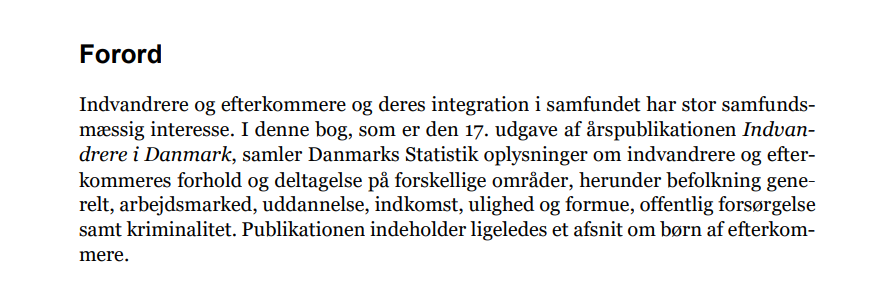 Forord
Indvandrere og efterkommere og deres integration i samfundet har stor samfunds-
mæssig interesse. I denne bog, som er den 17. udgave af årspublikationen Indvan-
drere i Danmark, samler Danmarks Statistik oplysninger om indvandrere og efter-
kommeres forhold og deltagelse på forskellige områder, herunder befolkning gene-
relt, arbejdsmarked, uddannelse, indkomst, ulighed og formue, offentlig forsørgelse
samt kriminalitet. Publikationen indeholder ligeledes et afsnit om børn af efterkom-
mere.